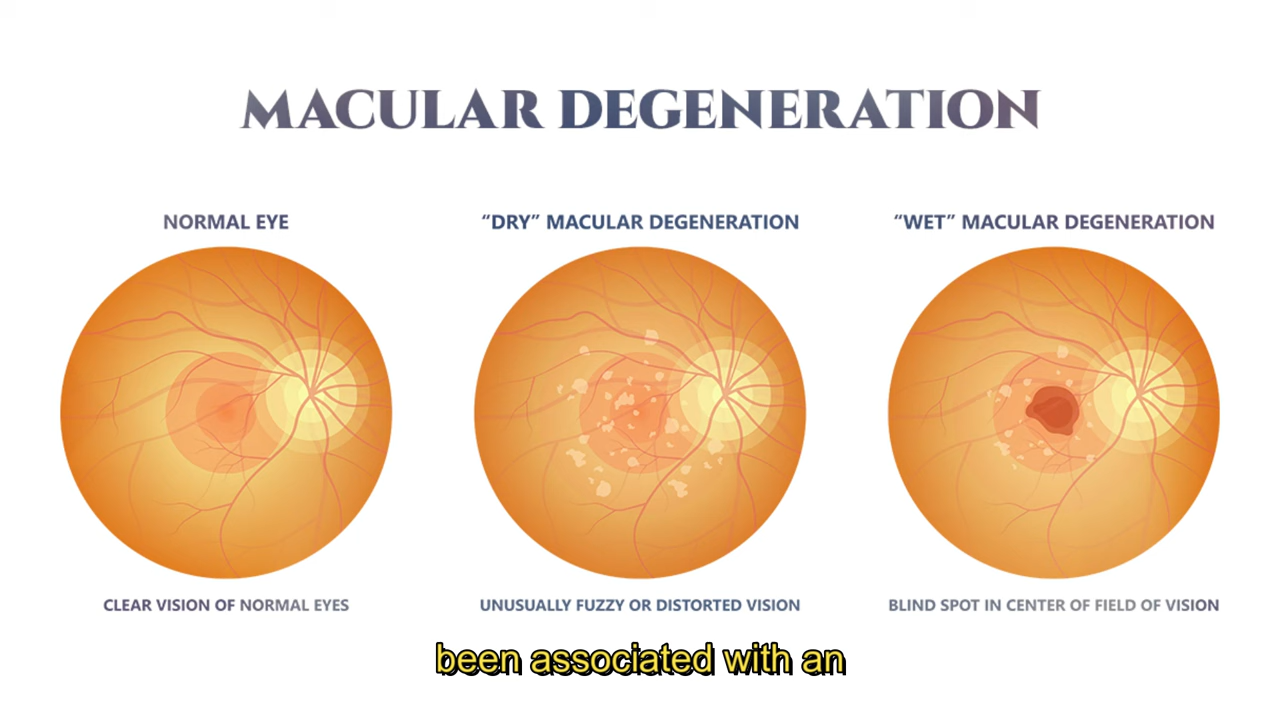 MACULAR DEGENERATION
NORMAL EYE
“DRY” MACULAR DEGENERATION
“WET” MACULAR DEGENERATION
CLEAR VISION OF NORMAL EYES
UNUSUALLY FUZZY OR DISTORTED VISION
BLIND SPOT IN CENTER OF FIELD OF VISION
been associated with an